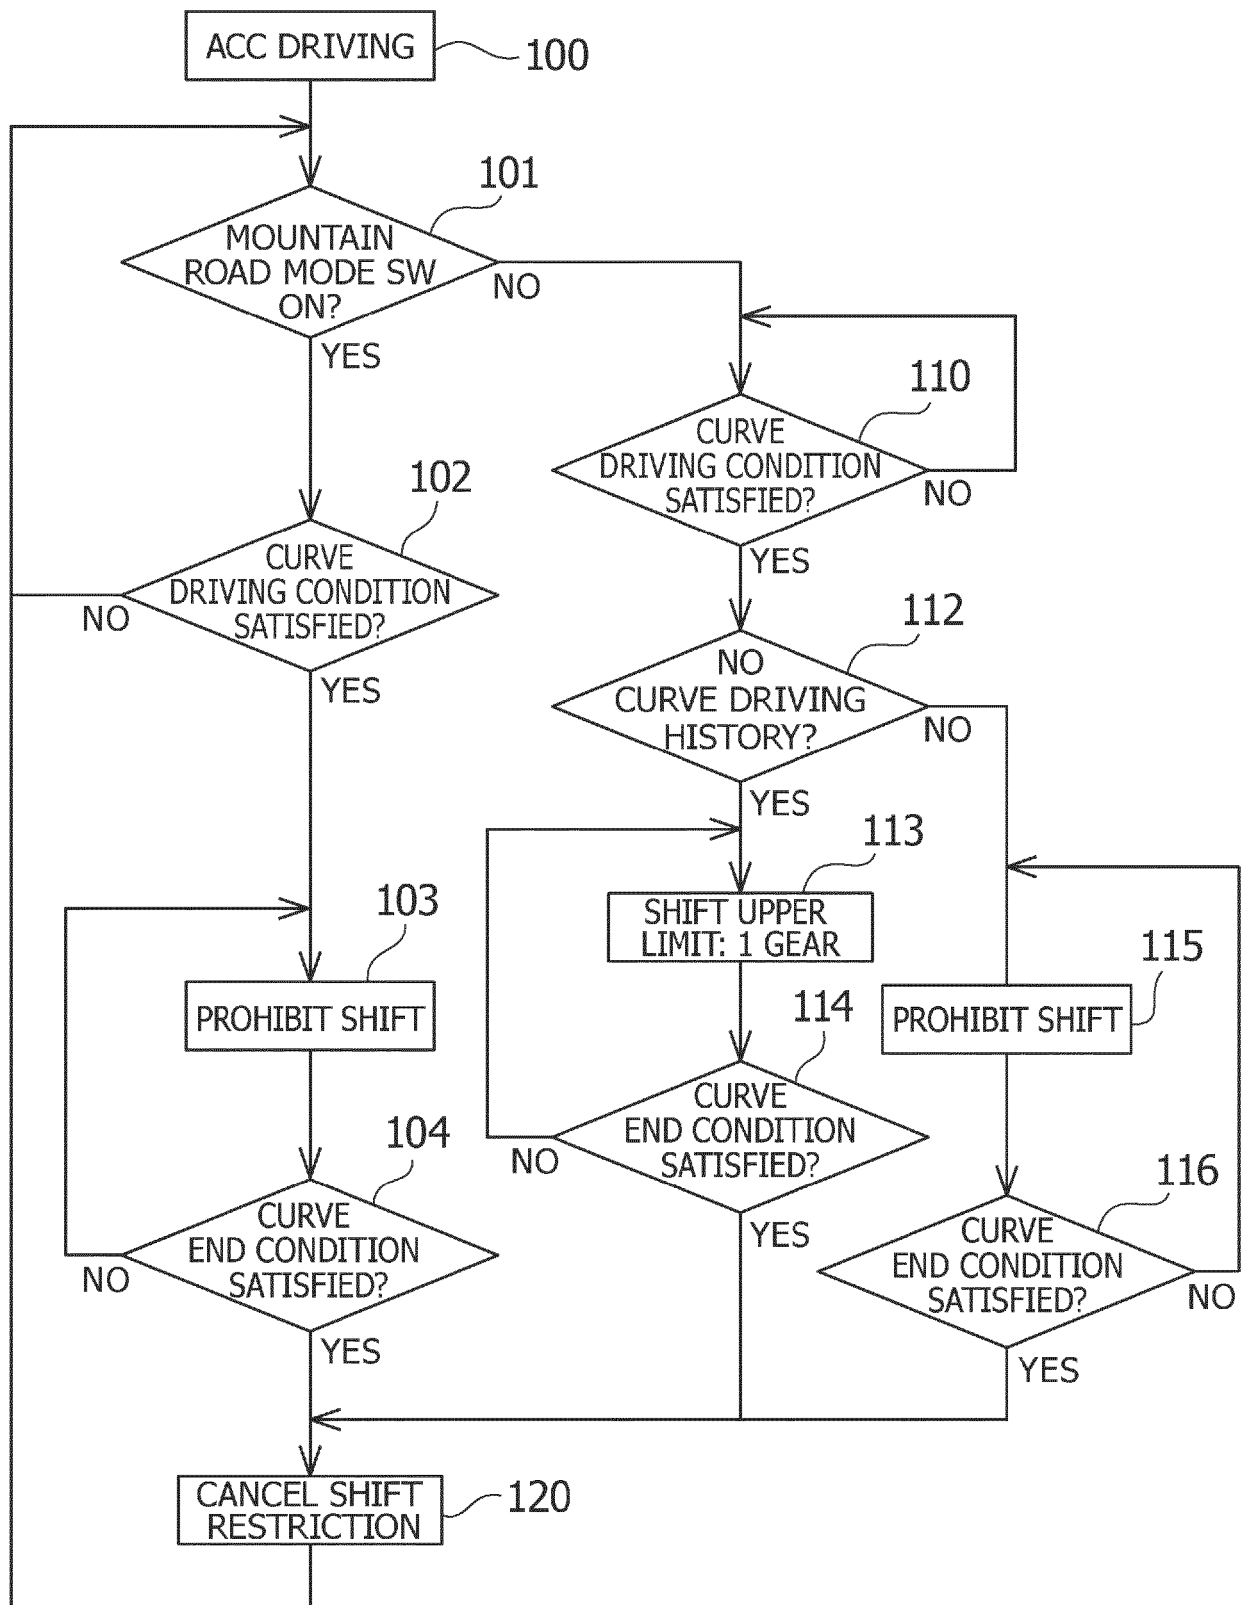 ACC DRIVING
100
101
MOUNTAIN
ROAD MODE SW
ON?
NO
YES
110
CURVE
DRIVING CONDITION
SATISFIED?
NO
YES
102
CURVE
DRIVING CONDITION
SATISFIED?
NO
YES
112
NO
CURVE DRIVING
HISTORY?
NO
YES
113
SHIFT UPPER
LIMIT: 1 GEAR
103
PROHIBIT SHIFT
115
PROHIBIT SHIFT
114
CURVE
END CONDITION
SATISFIED?
NO
YES
104
CURVE
END CONDITION
SATISFIED?
NO
YES
116
CURVE
END CONDITION
SATISFIED?
NO
YES
CANCEL SHIFT
RESTRICTION
120